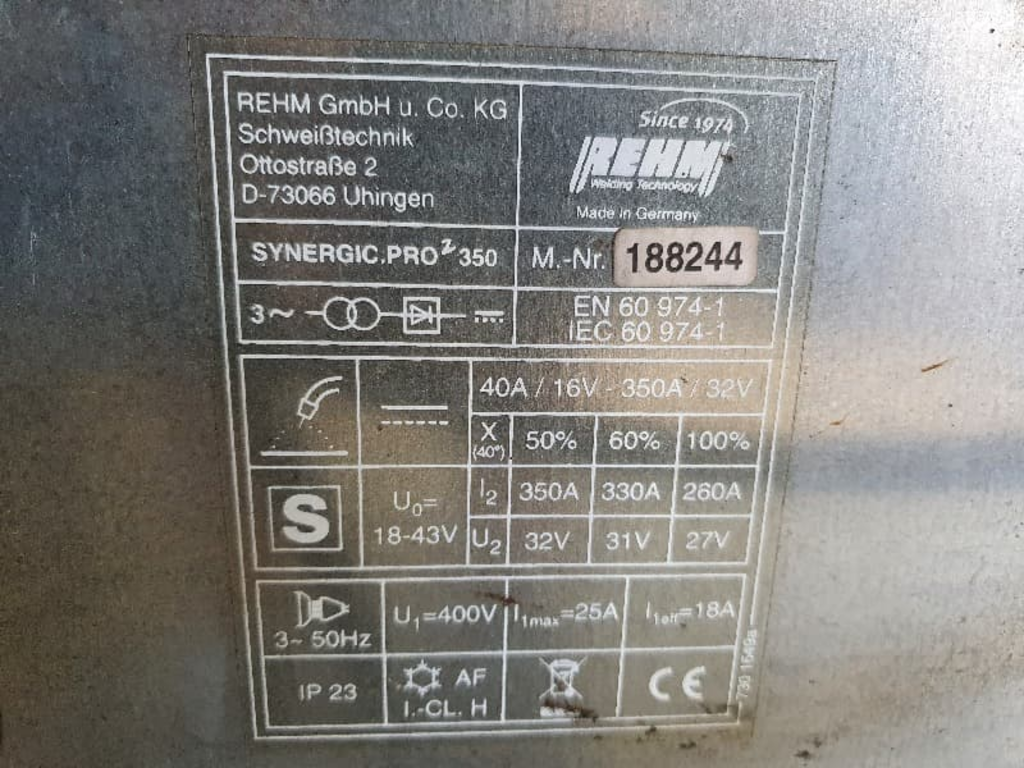 REHM GmbH u. Co. KG
Schweißtechnik
Ottostraße 2
D-73066 Uhingen
Since 1974
REHM
Welding Technology
Made in Germany
SYNERGIC.PRO² 350
M.-Nr. 188244
3~
EN 60 974-1
IEC 60 974-1
40A / 16V - 350A / 32V
X (40°) 50% 60% 100%
I2 350A 330A 260A
S
U0=
18-43V
U2 32V 31V 27V
3~ 50Hz
U1=400V
I1max=25A
I1eff=18A
IP 23
AF
I.-CL. H
CE
7301549a